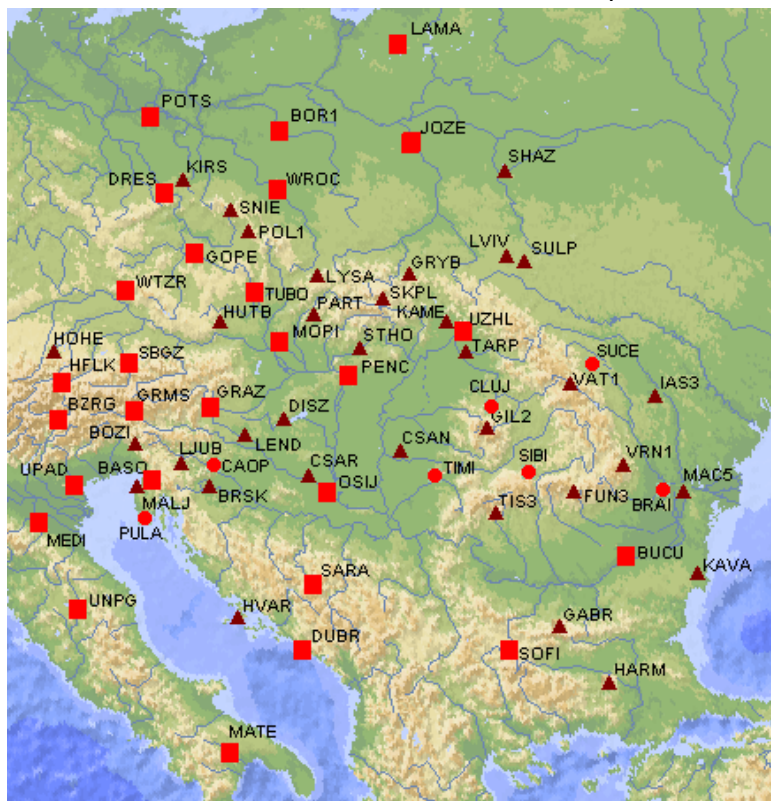 LAMA
POTS
BOR1
JOZE
SHAZ
KIRS
DRES
WROC
SNIE
POL1
GOPE
LVIV
SULP
GRYB
LYSA
WTZR
TUBO
SKPL
PART
HUTB
KAME
UZHL
MOPI
STHO
TARP
HOHE
SBGZ
SUCE
HFLK
PENC
CLUJ
VAT1
IAS3
BZRG
GRMS
GRAZ
DISZ
GIL2
BOZI
LEND
CSAN
LJUB
UPAD
BASO
CAOP
CSAR
TIMI
SIBI
VRN1
MAC5
OSIJ
BRSK
MALJ
TIS3
FUN3
BRAI
PULA
MEDI
BUCU
KAVA
SARA
UNPG
HVAR
GABR
DUBR
SOFI
HARM
MATE